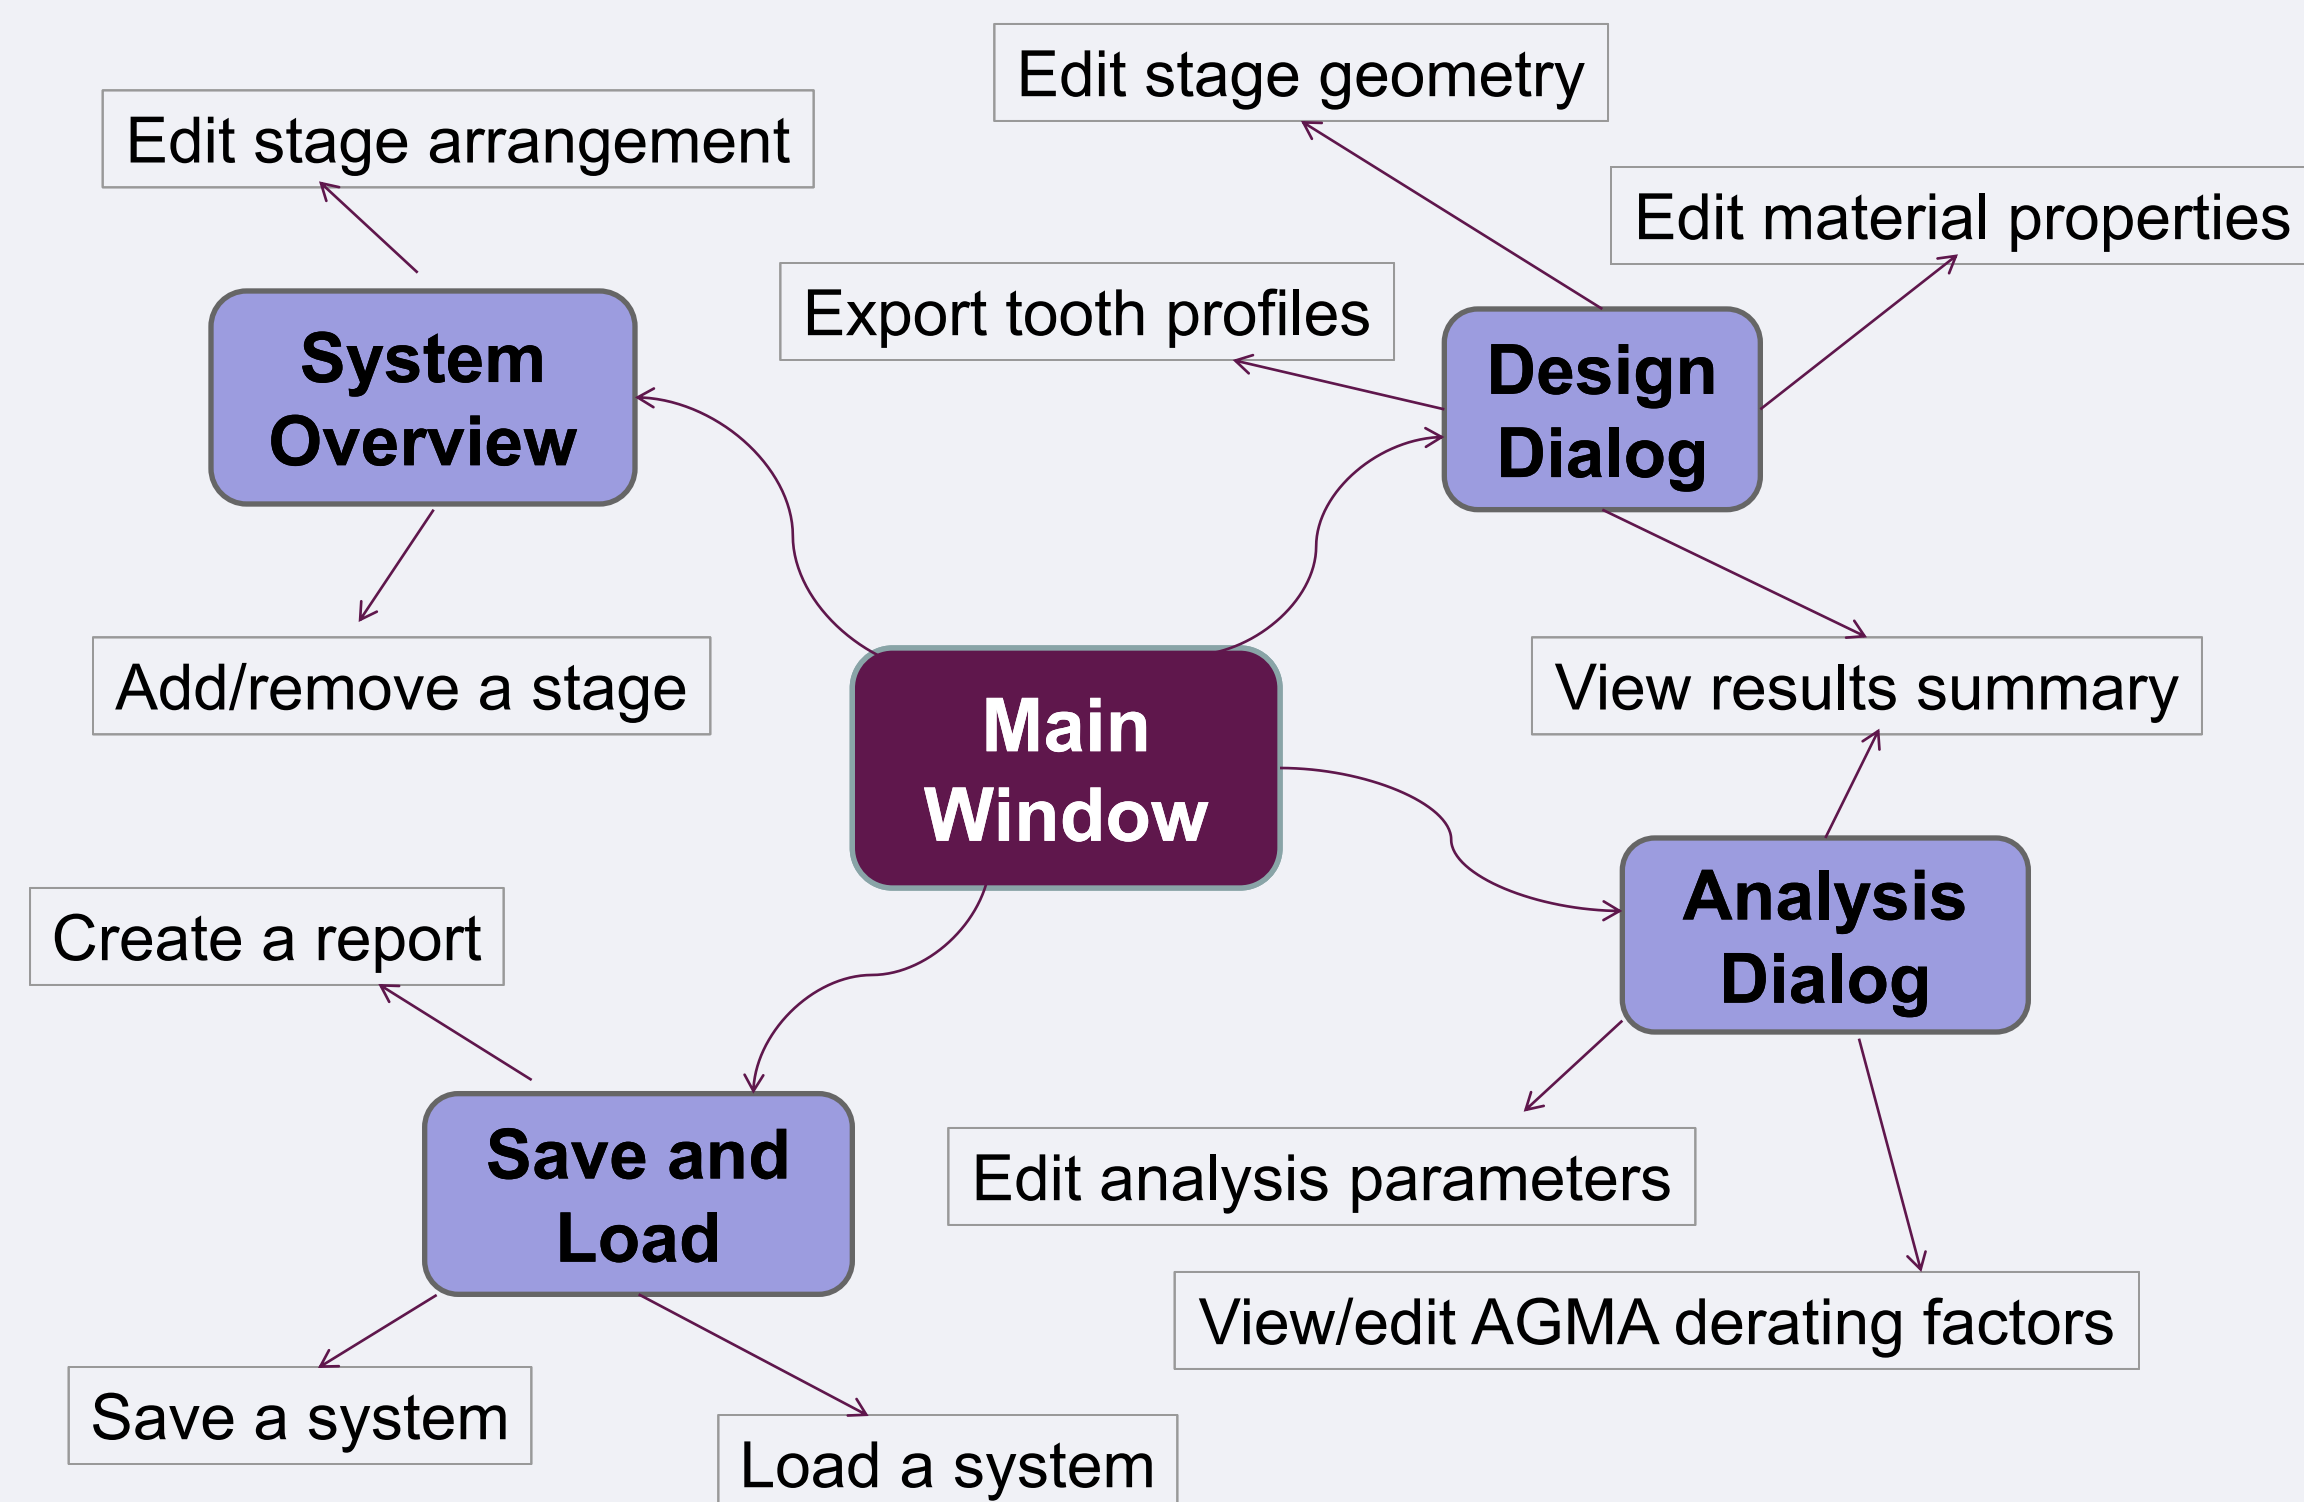 Edit stage geometry
Edit stage arrangement
Edit material properties
Export tooth profiles
System
Overview
Design
Dialog
Add/remove a stage
View results summary
Main
Window
Analysis
Dialog
Create a report
Save and
Load
Edit analysis parameters
View/edit AGMA derating factors
Save a system
Load a system